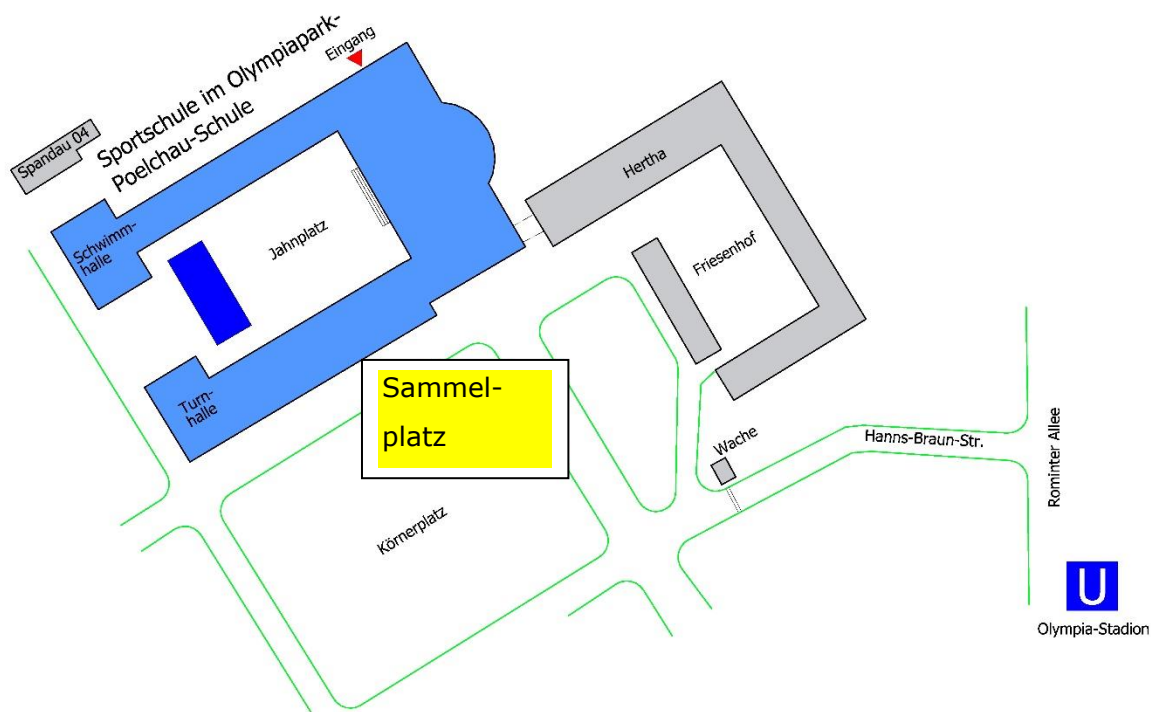 Eingang
Sportschule im Olympiapark-
Poelchau-Schule
Spandau 04
Schwimm-
halle
Jahnplatz
Turn-
halle
Hertha
Friesenhof
Sammel-
platz
Wache
Hanns-Braun-Str.
Rominter Allee
Körnerplatz
U
Olympia-Stadion